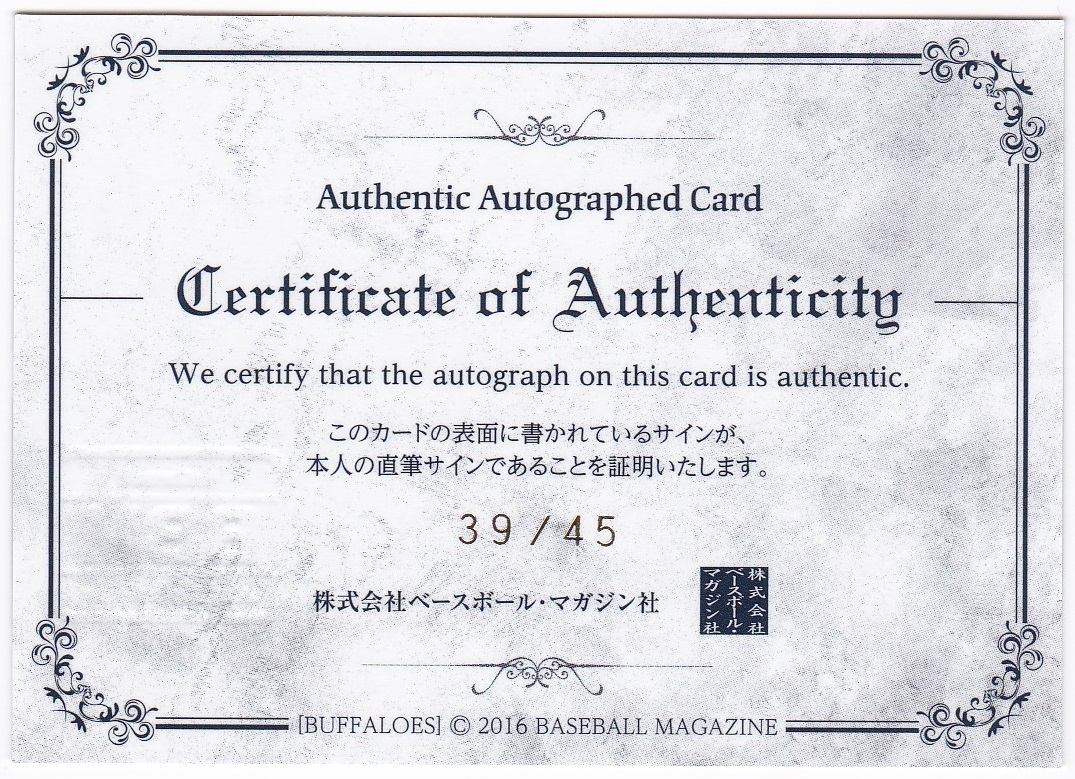 Authentic Autographed Card
Certificate of Authenticity
We certify that the autograph on this card is authentic.
このカードの表面に書かれているサインが、
本人の直筆サインであることを証明いたします。
39/45
株式会社ベースボール・マガジン社
株式会社
ベースボール・
マガジン社
[BUFFALOES] © 2016 BASEBALL MAGAZINE